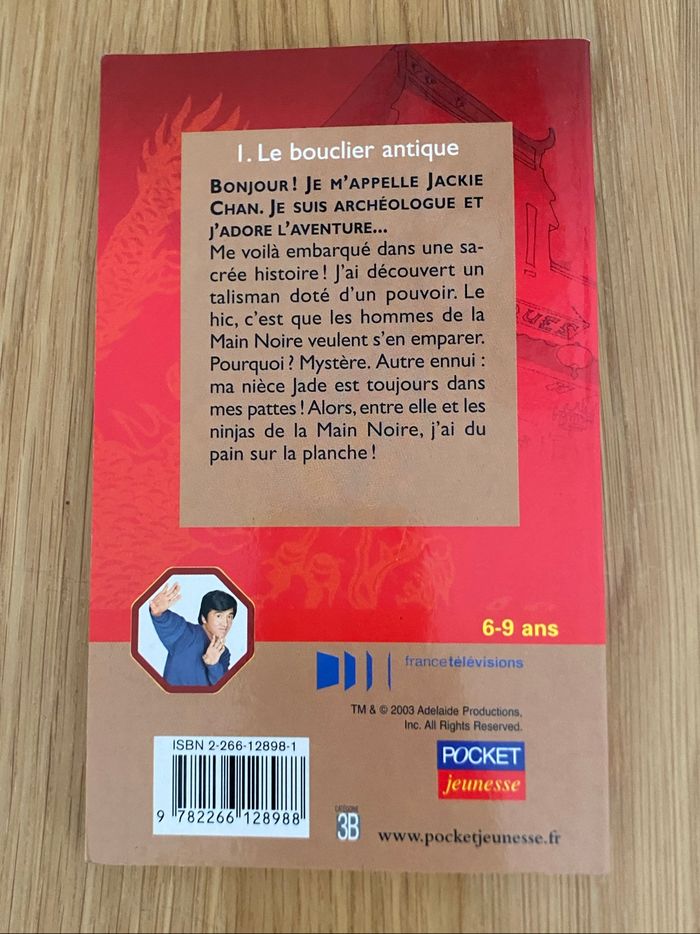 1. Le bouclier antique
BONJOUR! JE M'APPELLE JACKIE
CHAN. JE SUIS ARCHÉOLOGUE ET
J'ADORE L'AVENTURE...
Me voilà embarqué dans une sa-
crée histoire! J'ai découvert un
talisman doté d'un pouvoir. Le
hic, c'est que les hommes de la
Main Noire veulent s'en emparer.
Pourquoi? Mystère. Autre ennui :
ma nièce Jade est toujours dans
mes pattes! Alors, entre elle et les
ninjas de la Main Noire, j'ai du
pain sur la planche!
6-9 ans
francetélévisions
TM & © 2003 Adelaide Productions,
Inc. All Rights Reserved.
ISBN 2-266-12898-1
9 782266 128988
CATÉGORIE
3B
POCKET
jeunesse
www.pocketjeunesse.fr